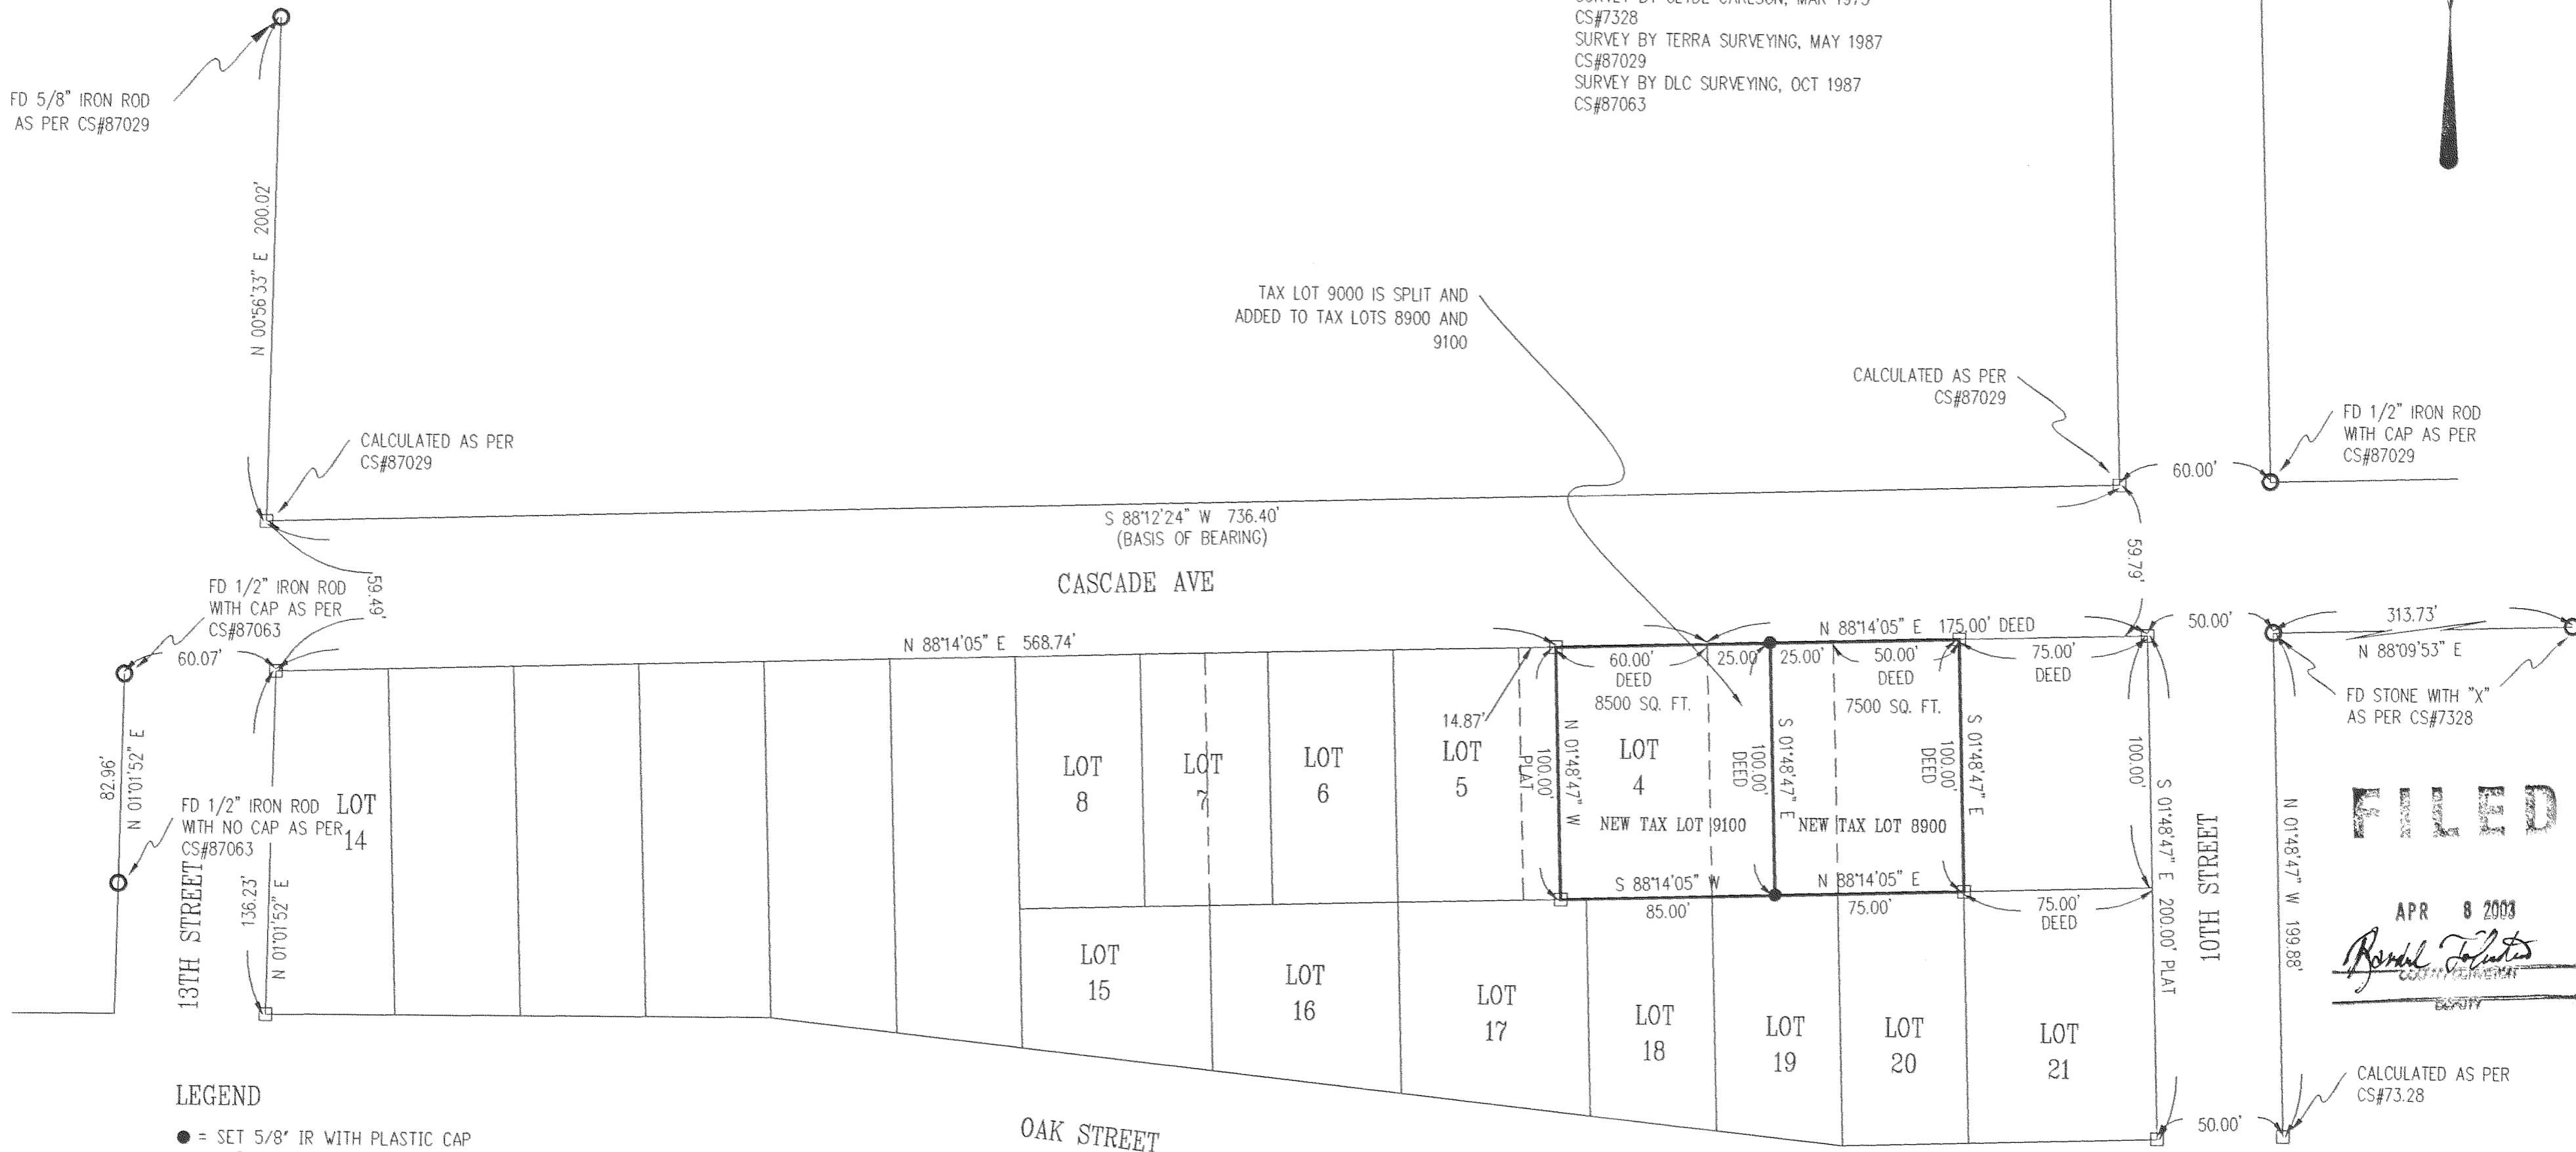 SURVEY BY CLYDE CARLSON, MAR 1975
CS#7328
SURVEY BY TERRA SURVEYING, MAY 1987
CS#87029
SURVEY BY DLC SURVEYING, OCT 1987
CS#87063
FD 5/8" IRON ROD
AS PER CS#87029
N 00°56'33" E 200.02'
TAX LOT 9000 IS SPLIT AND
ADDED TO TAX LOTS 8900 AND
9100
CALCULATED AS PER
CS#87029
CALCULATED AS PER
CS#87029
60.00'
FD 1/2" IRON ROD
WITH CAP AS PER
CS#87029
S 88°12'24" W 736.40'
(BASIS OF BEARING)
59.49'
59.79'
CASCADE AVE
FD 1/2" IRON ROD
WITH CAP AS PER
CS#87063
60.07'
N 88°14'05" E 568.74'
N 88°14'05" E 175.00' DEED
50.00'
313.73'
N 88°09'53" E
60.00'
DEED
25.00'
25.00'
50.00'
DEED
75.00'
DEED
8500 SQ. FT.
7500 SQ. FT.
FD STONE WITH "X"
AS PER CS#7328
14.87'
82.96'
N 01°01'52" E
FD 1/2" IRON ROD
WITH NO CAP AS PER
CS#87063
LOT
14
LOT
8
LOT
7
LOT
6
LOT
5
LOT
4
PLAT
100.00'
N 01°48'47" W
DEED
100.00'
S 01°48'47" E
DEED
100.00'
S 01°48'47" E
100.00'
NEW TAX LOT 9100
NEW TAX LOT 8900
S 01°48'47" E 200.00' PLAT
10TH STREET
N 01°48'47" W 199.88'
FILED
APR 8 2003
13TH STREET
136.23'
N 01°01'52" E
S 88°14'05" W
85.00'
N 88°14'05" E
75.00'
75.00'
DEED
LOT
15
LOT
16
LOT
17
LOT
18
LOT
19
LOT
20
LOT
21
DEPUTY
CALCULATED AS PER
CS#73.28
50.00'
LEGEND
● = SET 5/8" IR WITH PLASTIC CAP
OAK STREET